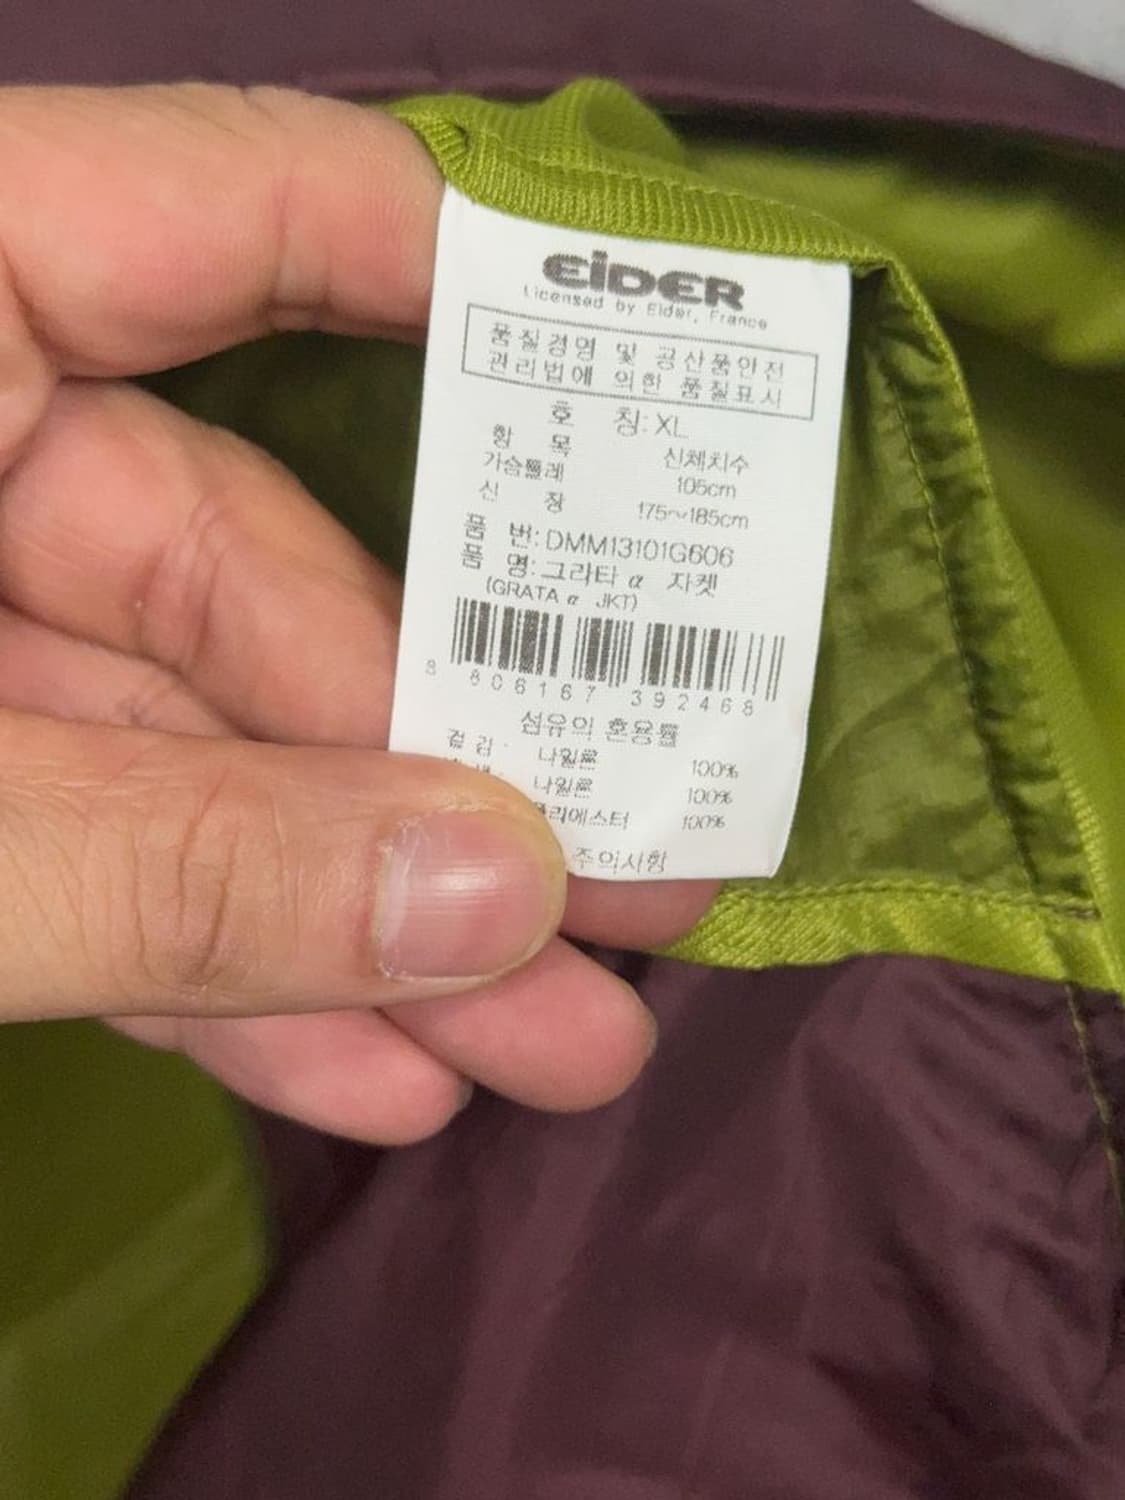 EIDER
Licensed by Eider, France
품질경영 및 공산품안전
관리법에 의한 품질표시
호 칭: XL
항 목 신체치수
가슴둘레 105cm
신 장 175~185cm
품 번: DMM13101G606
품 명: 그라타 α 자켓
(GRATA α JKT)
8 806167 392468
섬유의 혼용률
겉감: 나일론 100%
나일론 100%
폴리에스터 100%
주의사항